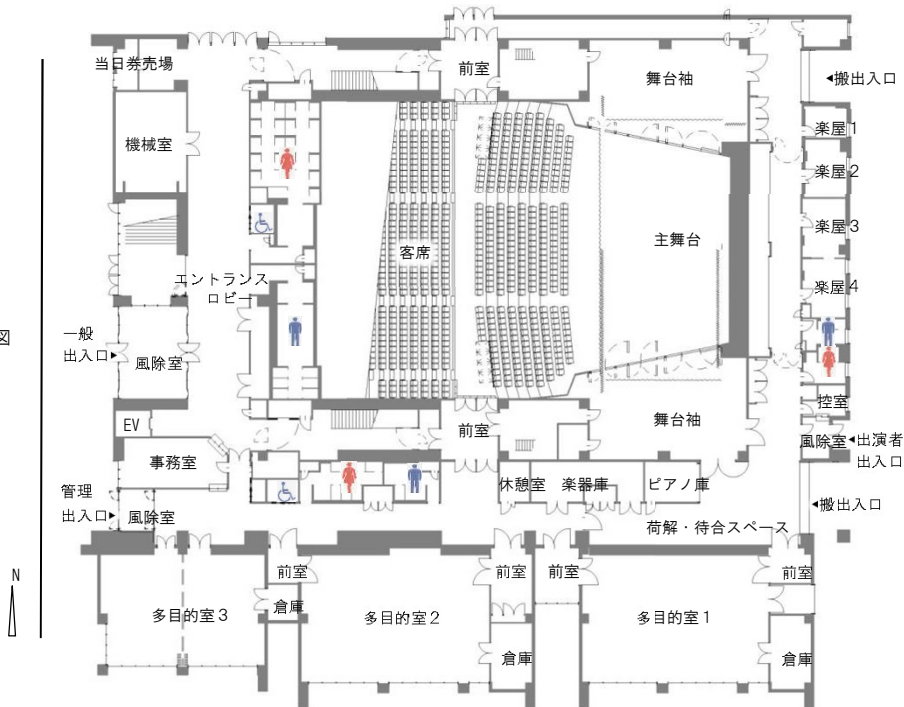 当日券売場
前室
舞台袖
◀搬出入口
機械室
楽屋1
楽屋2
楽屋3
客席
主舞台
エントランス
ロビー
楽屋4
図
一般
出入口▶
風除室
控室
EV
前室
舞台袖
風除室
◀出演者
出入口
事務室
休憩室
楽器庫
ピアノ庫
管理
出入口▶
風除室
◀搬出入口
荷解・待合スペース
N
前室
前室
前室
前室
倉庫
多目的室3
多目的室2
多目的室1
倉庫
倉庫